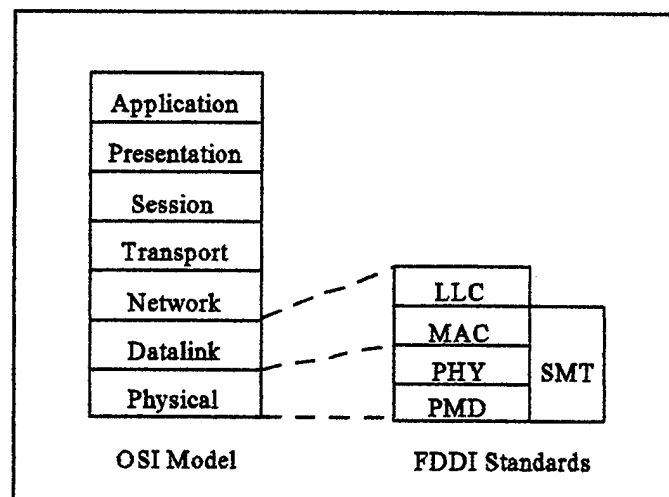 Application
Presentation
Session
Transport
Network
Datalink
Physical
OSI Model
LLC
MAC
PHY
PMD
SMT
FDDI Standards